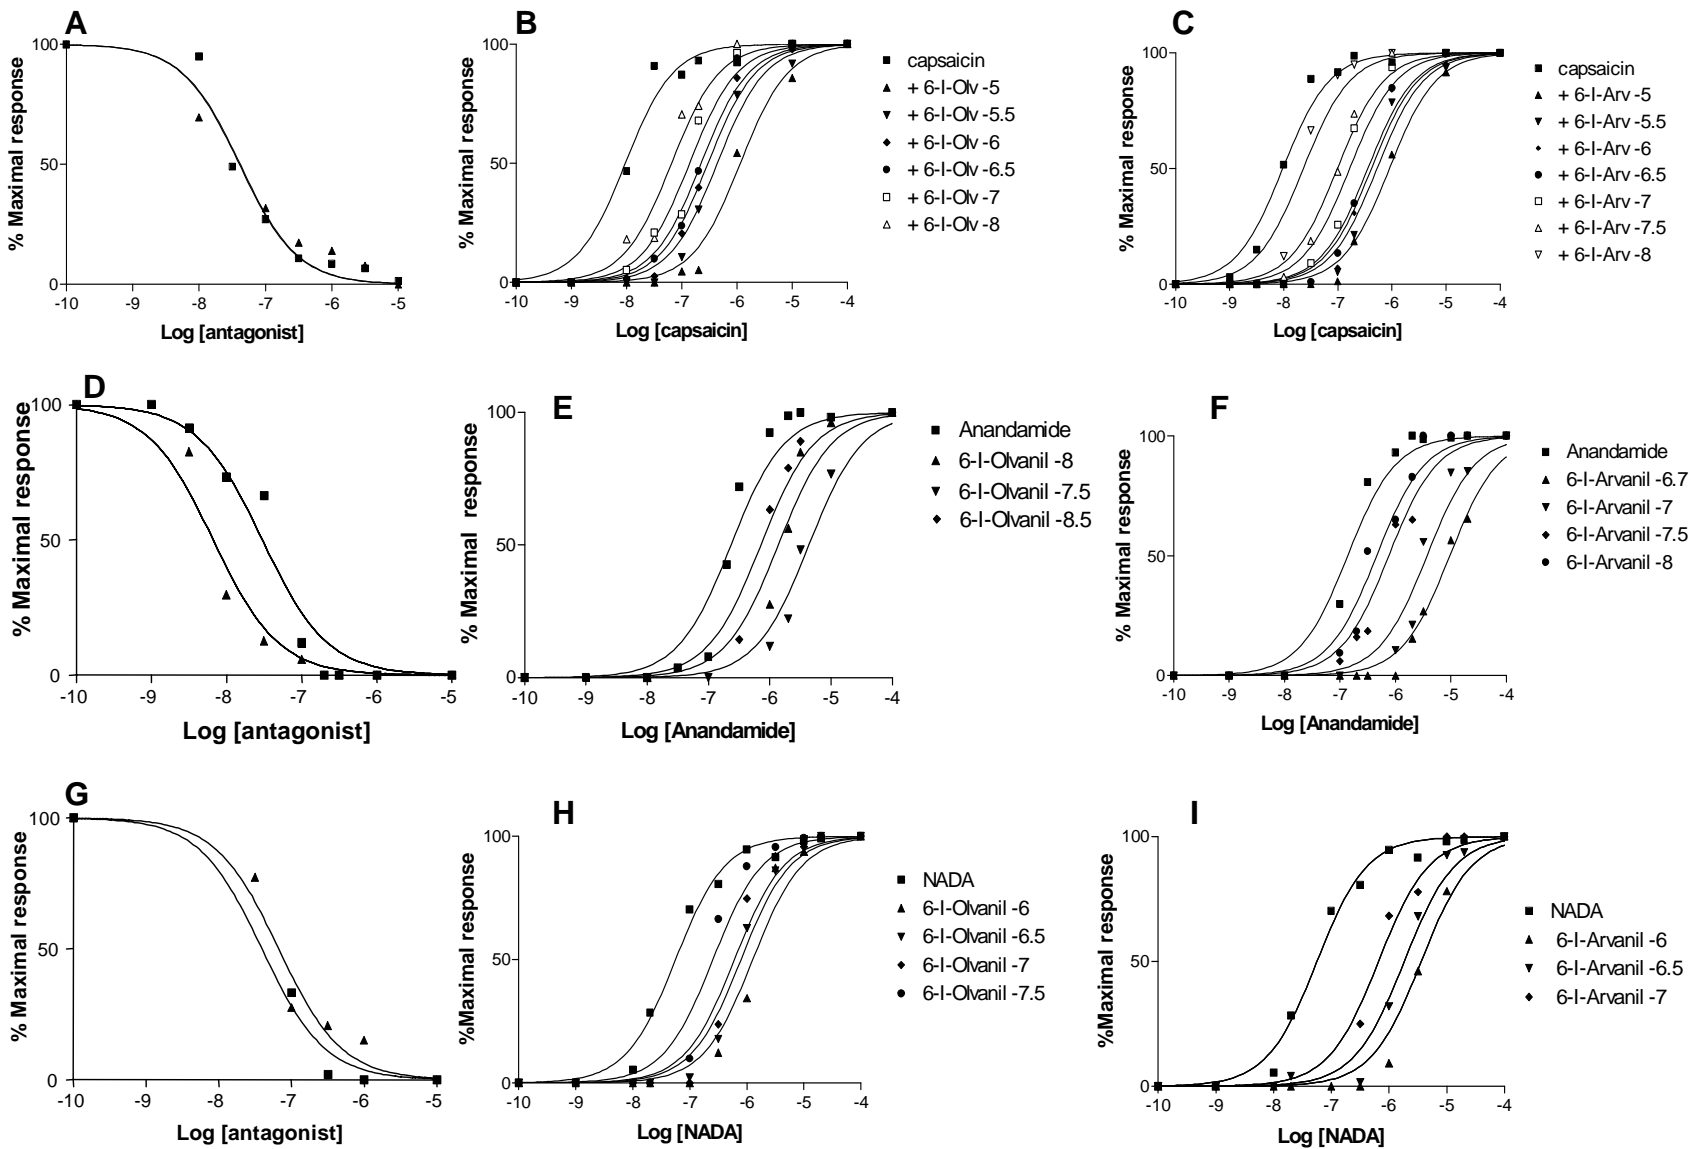 A
% Maximal response
100
50
0
-10 -9 -8 -7 -6 -5
Log [antagonist]
B
% Maximal response
100
50
0
-10 -9 -8 -7 -6 -5 -4
Log [capsaicin]
capsaicin
+ 6-I-Olv -5
+ 6-I-Olv -5.5
+ 6-I-Olv -6
+ 6-I-Olv -6.5
+ 6-I-Olv -7
+ 6-I-Olv -8
C
% Maximal response
100
50
0
-10 -9 -8 -7 -6 -5 -4
Log [capsaicin]
capsaicin
+ 6-I-Arv -5
+ 6-I-Arv -5.5
+ 6-I-Arv -6
+ 6-I-Arv -6.5
+ 6-I-Arv -7
+ 6-I-Arv -7.5
+ 6-I-Arv -8
D
% Maximal response
100
50
0
-10 -9 -8 -7 -6 -5
Log [antagonist]
E
% Maximal response
100
50
0
-10 -9 -8 -7 -6 -5 -4
Log [Anandamide]
Anandamide
6-I-Olvanil -8
6-I-Olvanil -7.5
6-I-Olvanil -8.5
F
% Maximal response
100
50
0
-10 -9 -8 -7 -6 -5 -4
Log [Anandamide]
Anandamide
6-I-Arvanil -6.7
6-I-Arvanil -7
6-I-Arvanil -7.5
6-I-Arvanil -8
G
% Maximal response
100
50
0
-10 -9 -8 -7 -6 -5
Log [antagonist]
H
%Maximal response
100
50
0
-10 -9 -8 -7 -6 -5 -4
Log [NADA]
NADA
6-I-Olvanil -6
6-I-Olvanil -6.5
6-I-Olvanil -7
6-I-Olvanil -7.5
I
%Maximal response
100
50
0
-10 -9 -8 -7 -6 -5 -4
Log [NADA]
NADA
6-I-Arvanil -6
6-I-Arvanil -6.5
6-I-Arvanil -7